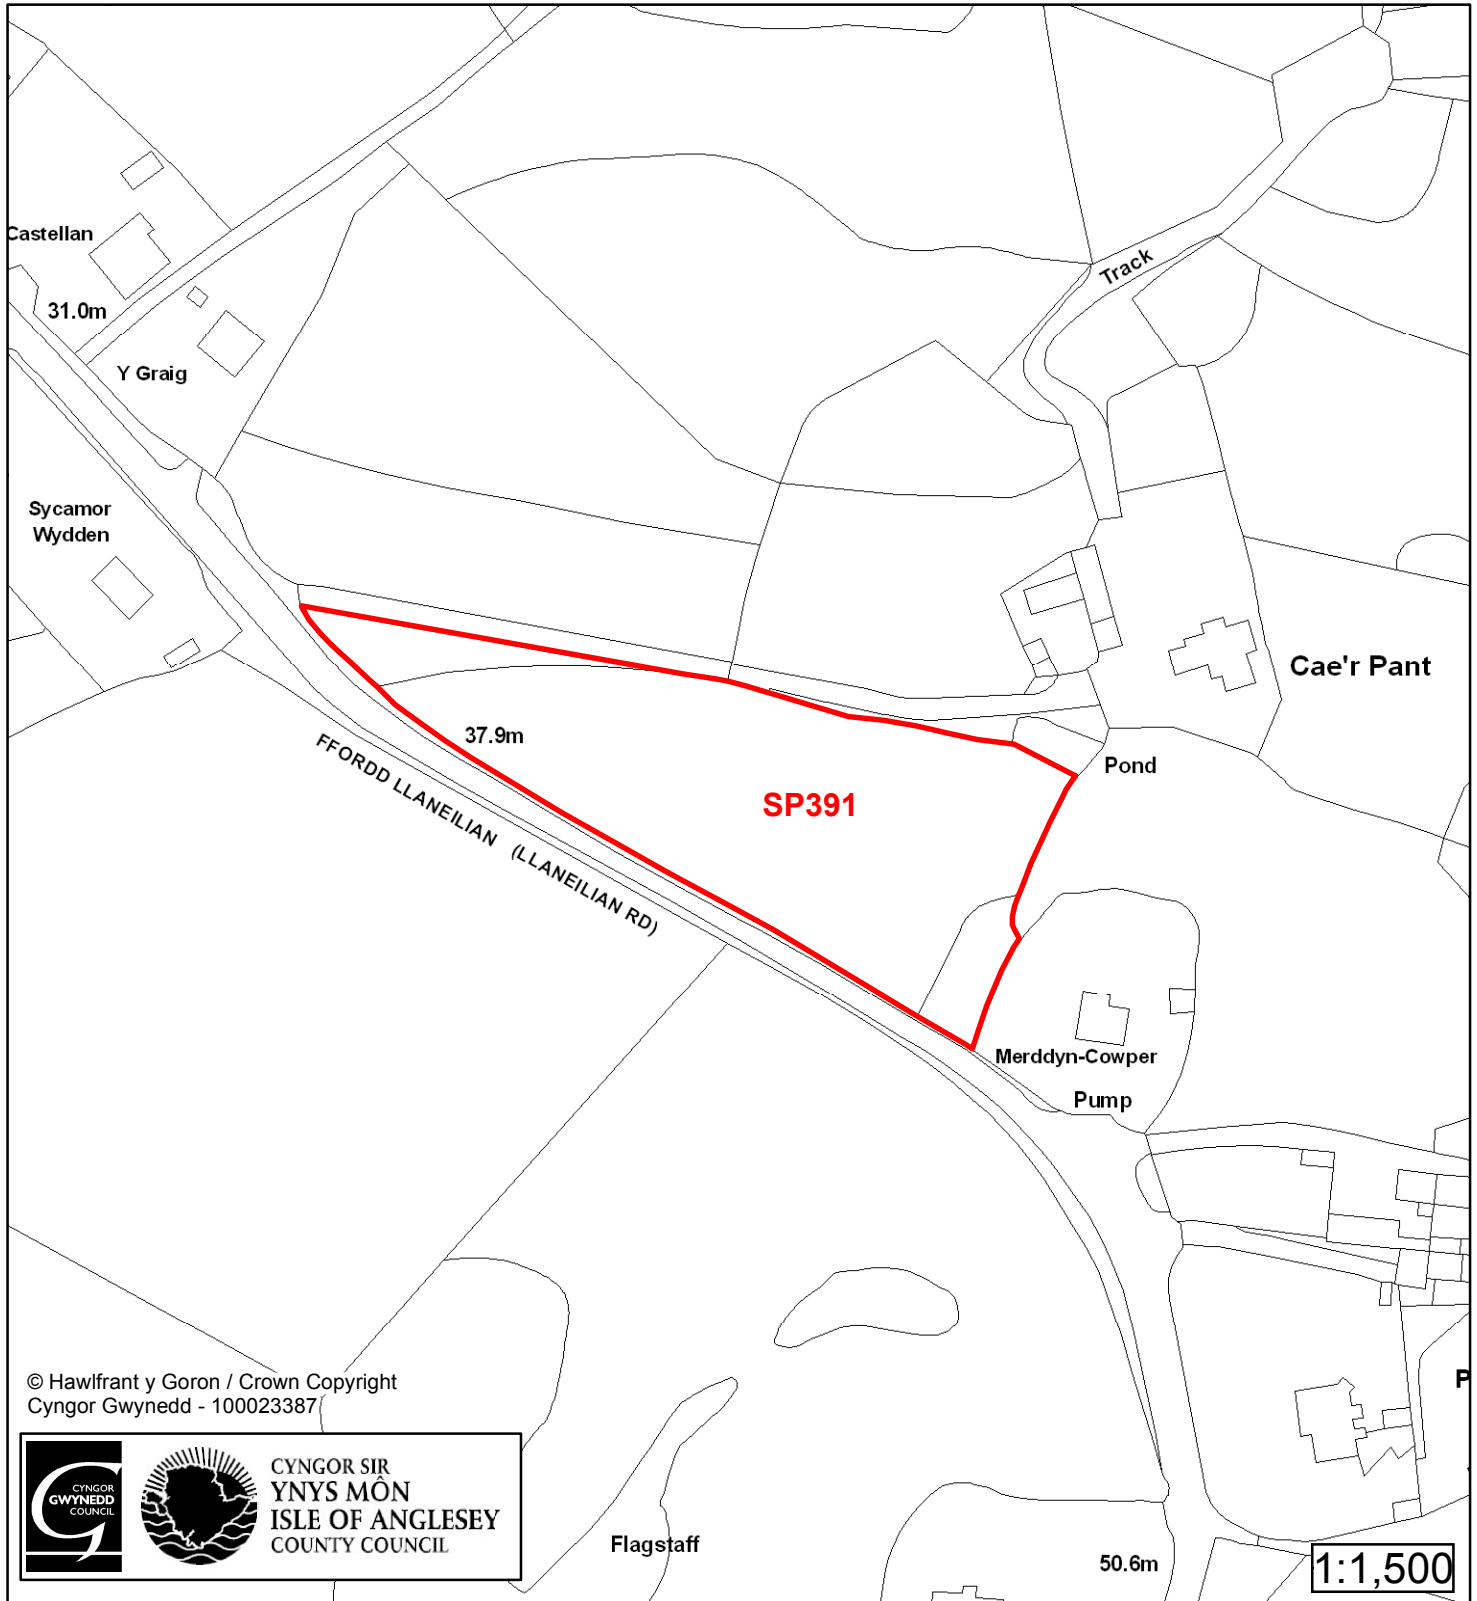 Castellan
31.0m
Track
Y Graig
Sycamor
Wydden
Cae'r Pant
37.9m
Pond
FFORDD LLANEILIAN (LLANEILIAN RD)
SP391
Merddyn-Cowper
Pump
© Hawlfrant y Goron / Crown Copyright
Cyngor Gwynedd - 100023387
P
CYNGOR
GWYNEDD
COUNCIL
CYNGOR SIR
YNYS MÔN
ISLE OF ANGLESEY
COUNTY COUNCIL
Flagstaff
50.6m
1:1,500